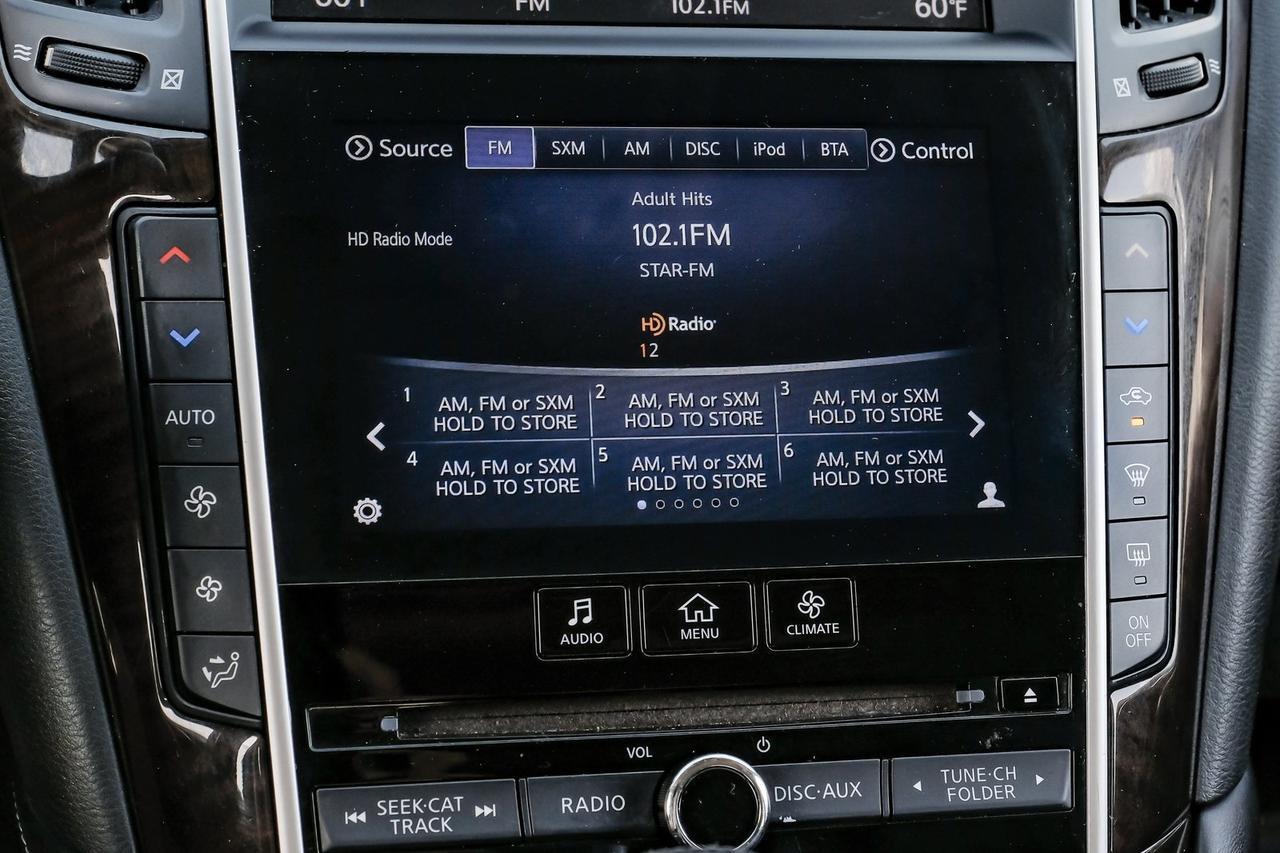 FM
102.1FM
60°F
Source
FM
SXM
AM
DISC
iPod
BTA
Control
Adult Hits
HD Radio Mode
102.1FM
STAR-FM
HD Radio
12
1
AM, FM or SXM
HOLD TO STORE
2
AM, FM or SXM
HOLD TO STORE
3
AM, FM or SXM
HOLD TO STORE
4
AM, FM or SXM
HOLD TO STORE
5
AM, FM or SXM
HOLD TO STORE
6
AM, FM or SXM
HOLD TO STORE
AUTO
ON
OFF
AUDIO
MENU
CLIMATE
VOL
SEEK·CAT
TRACK
RADIO
DISC·AUX
TUNE·CH
FOLDER